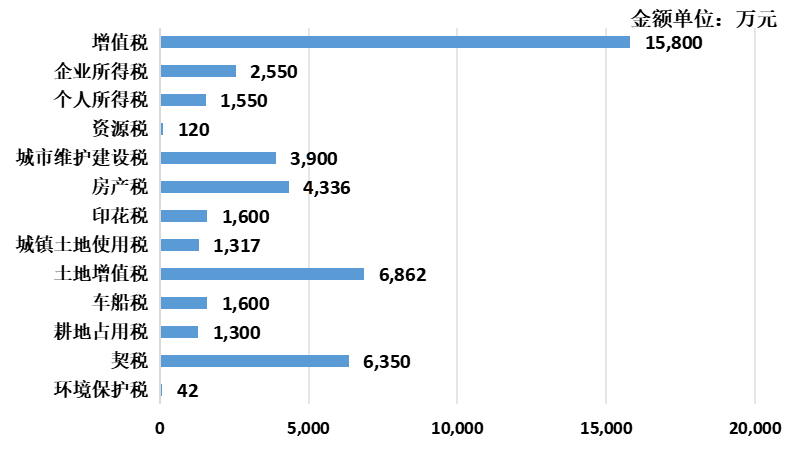 金额单位：万元
增值税 15,800
企业所得税 2,550
个人所得税 1,550
资源税 120
城市维护建设税 3,900
房产税 4,336
印花税 1,600
城镇土地使用税 1,317
土地增值税 6,862
车船税 1,600
耕地占用税 1,300
契税 6,350
环境保护税 42
0 5,000 10,000 15,000 20,000